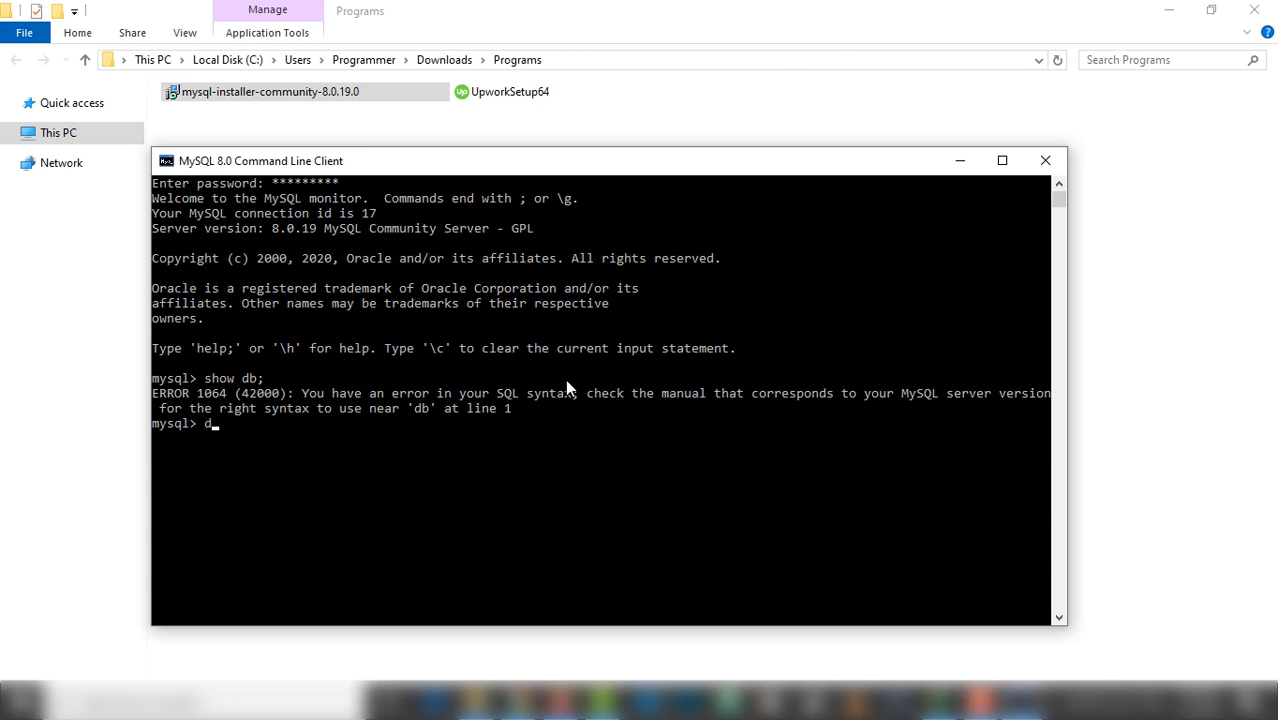 Manage
Programs
File
Home
Share
View
Application Tools
This PC
Local Disk (C:)
Users
Programmer
Downloads
Programs
Search Programs
Quick access
This PC
Network
mysql-installer-community-8.0.19.0
UpworkSetup64
MySQL 8.0 Command Line Client
Enter password: *********
Welcome to the MySQL monitor.  Commands end with ; or \g.
Your MySQL connection id is 17
Server version: 8.0.19 MySQL Community Server - GPL
Copyright (c) 2000, 2020, Oracle and/or its affiliates. All rights reserved.
Oracle is a registered trademark of Oracle Corporation and/or its
affiliates. Other names may be trademarks of their respective
owners.
Type 'help;' or '\h' for help. Type '\c' to clear the current input statement.
mysql> show db;
ERROR 1064 (42000): You have an error in your SQL syntax; check the manual that corresponds to your MySQL server version
for the right syntax to use near 'db' at line 1
mysql> d_